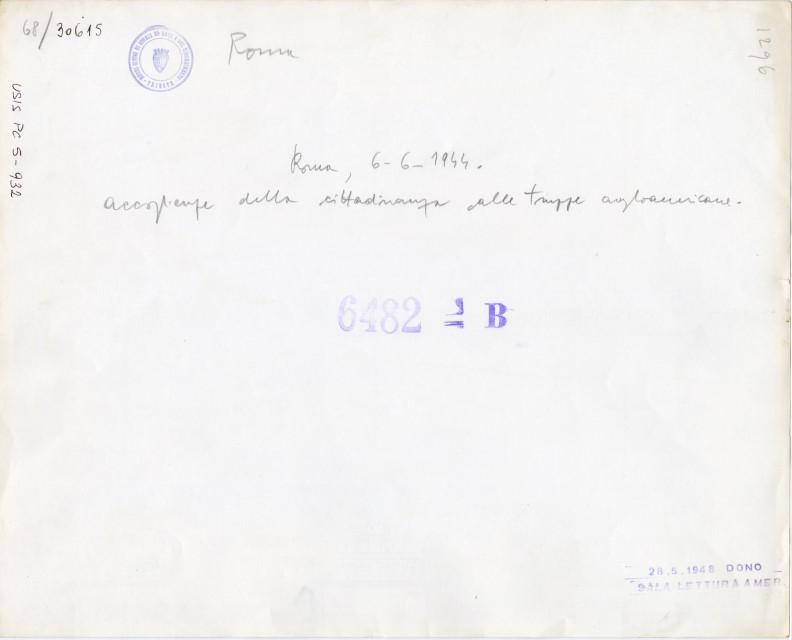 68/30615
Roma
1296
USIS PC 5-932
TRIESTE
Roma, 6-6-1944.
accoglienze della cittadinanza alle truppe angloamericane.
6482 B
28.5.1948 DONO
SALA LETTURA AMER.